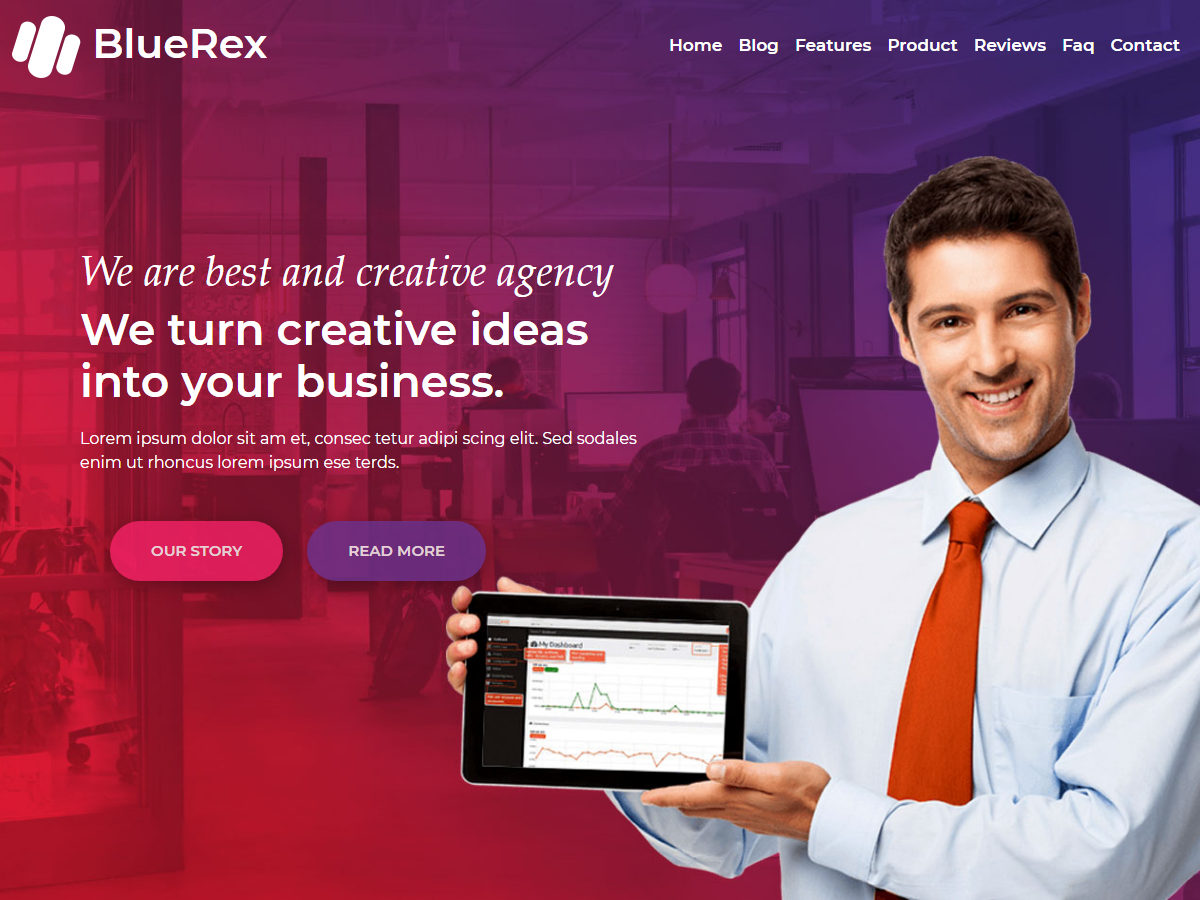 BlueRex
Home Blog Features Product Reviews Faq Contact
We are best and creative agency
We turn creative ideas
into your business.
Lorem ipsum dolor sit am et, consec tetur adipi scing elit. Sed sodales
enim ut rhoncus lorem ipsum ese terds.
OUR STORY READ MORE
My Dashboard